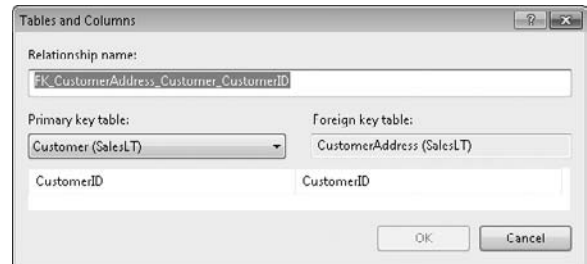 Tables and Columns
Relationship name:
FK_CustomerAddress_Customer_CustomerID
Primary key table:
Foreign key table:
Customer (SalesLT)
CustomerAddress (SalesLT)
CustomerID
CustomerID
OK
Cancel